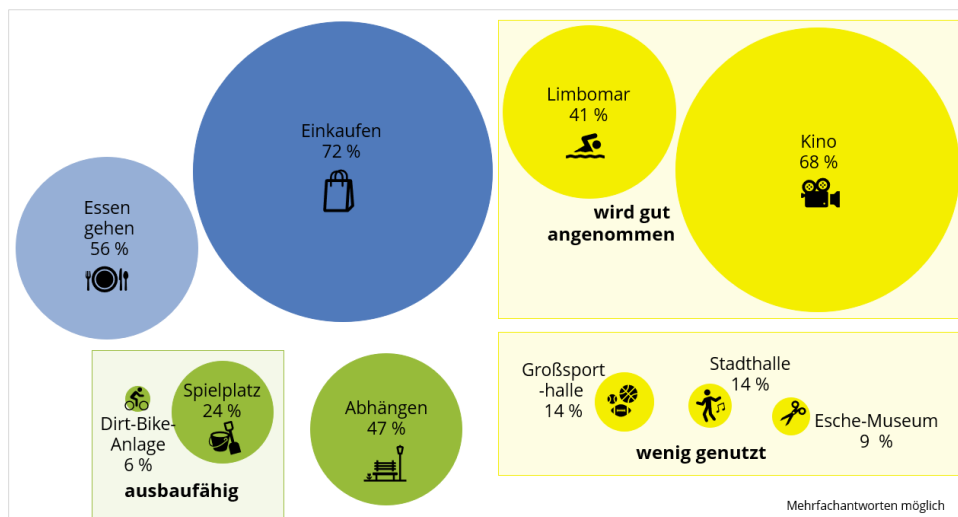 Einkaufen
72 %
Essen
gehen
56 %
Limbomar
41 %
Kino
68 %
wird gut
angenommen
Dirt-Bike-
Anlage
6 %
Spielplatz
24 %
ausbaufähig
Abhängen
47 %
Großsport
-halle
14 %
Stadthalle
14 %
Esche-Museum
9 %
wenig genutzt
Mehrfachantworten möglich